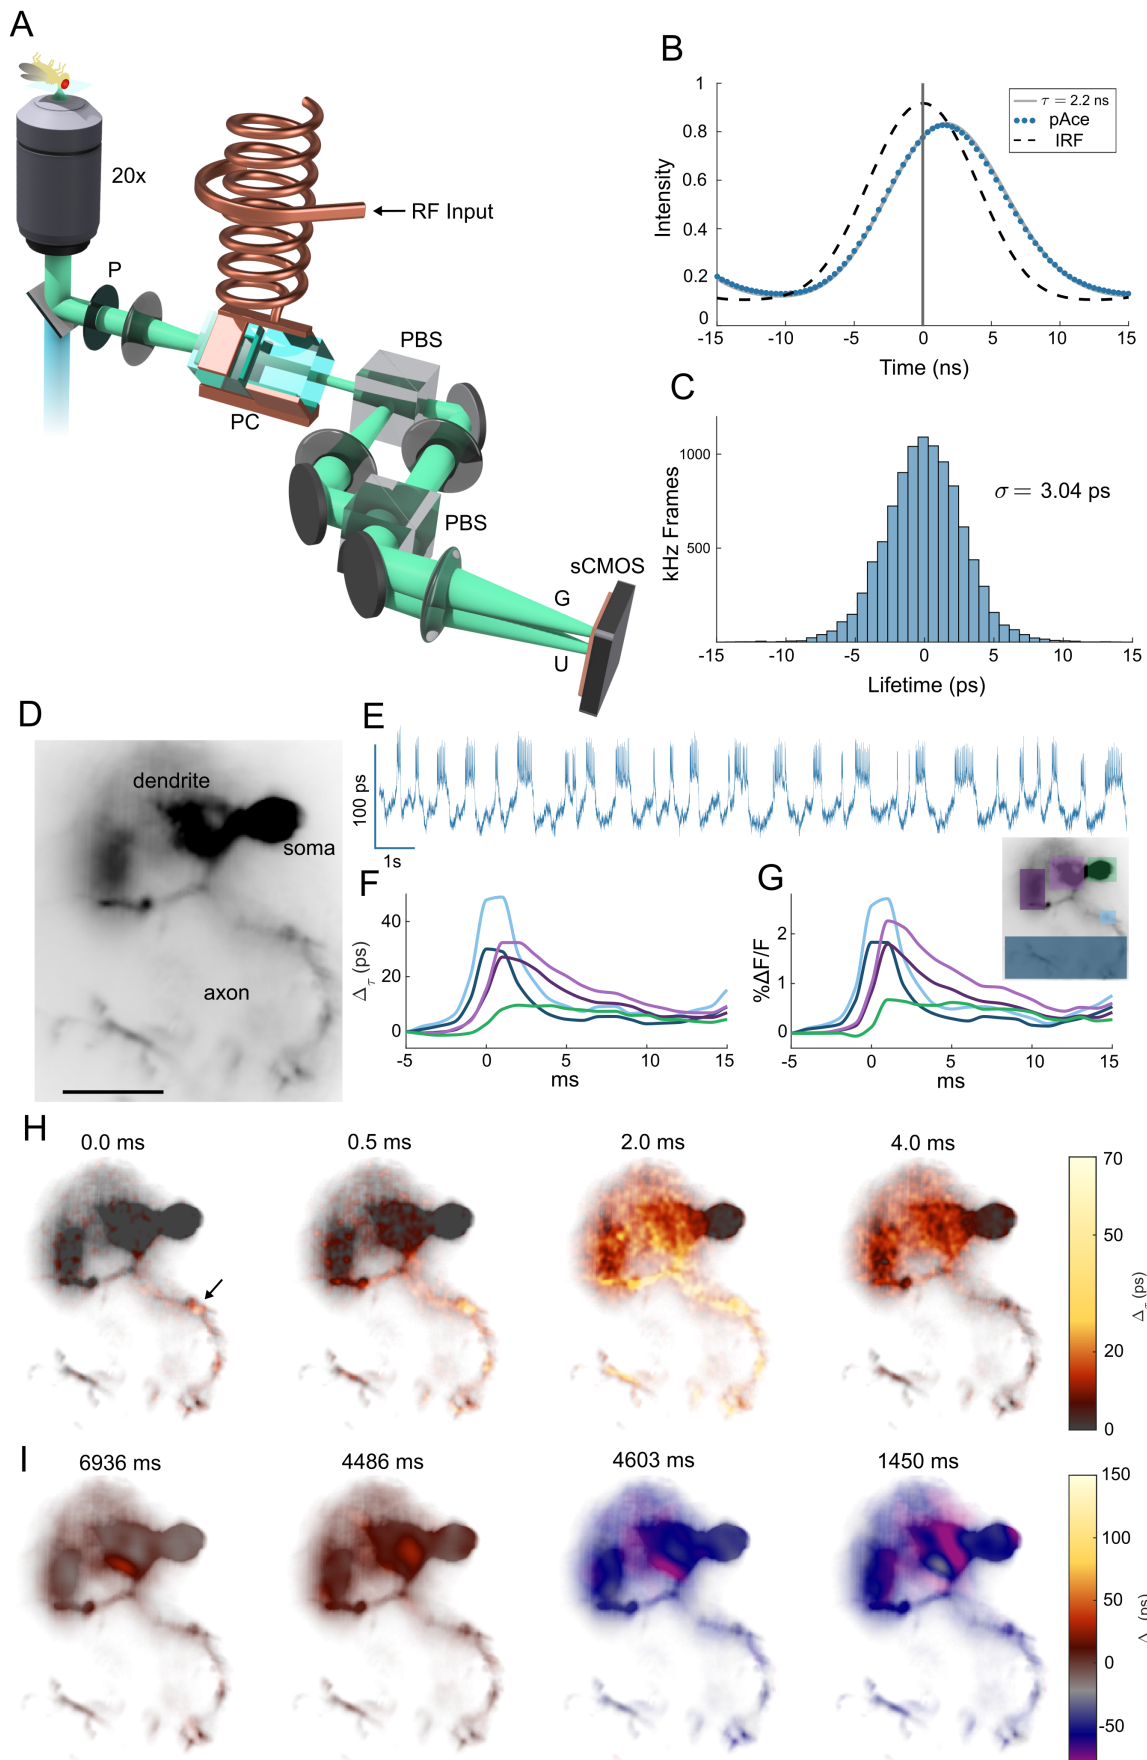 A
20x
RF Input
P
PC
PBS
PBS
sCMOS
G
U
B
Intensity
1
0.8
0.6
0.4
0.2
0
-15
-10
-5
0
5
10
15
Time (ns)
τ = 2.2 ns
pAce
IRF
C
kHz Frames
1000
500
σ = 3.04 ps
-15
-10
-5
0
5
10
15
Lifetime (ps)
D
dendrite
soma
axon
E
100 ps
1s
F
Δτ (ps)
40
20
0
-5
0
5
10
15
ms
G
%ΔF/F
2
1
0
-5
0
5
10
15
ms
H
0.0 ms
0.5 ms
2.0 ms
4.0 ms
70
50
20
0
Δτ (ps)
I
6936 ms
4486 ms
4603 ms
1450 ms
150
100
50
0
-50
Δ (ps)